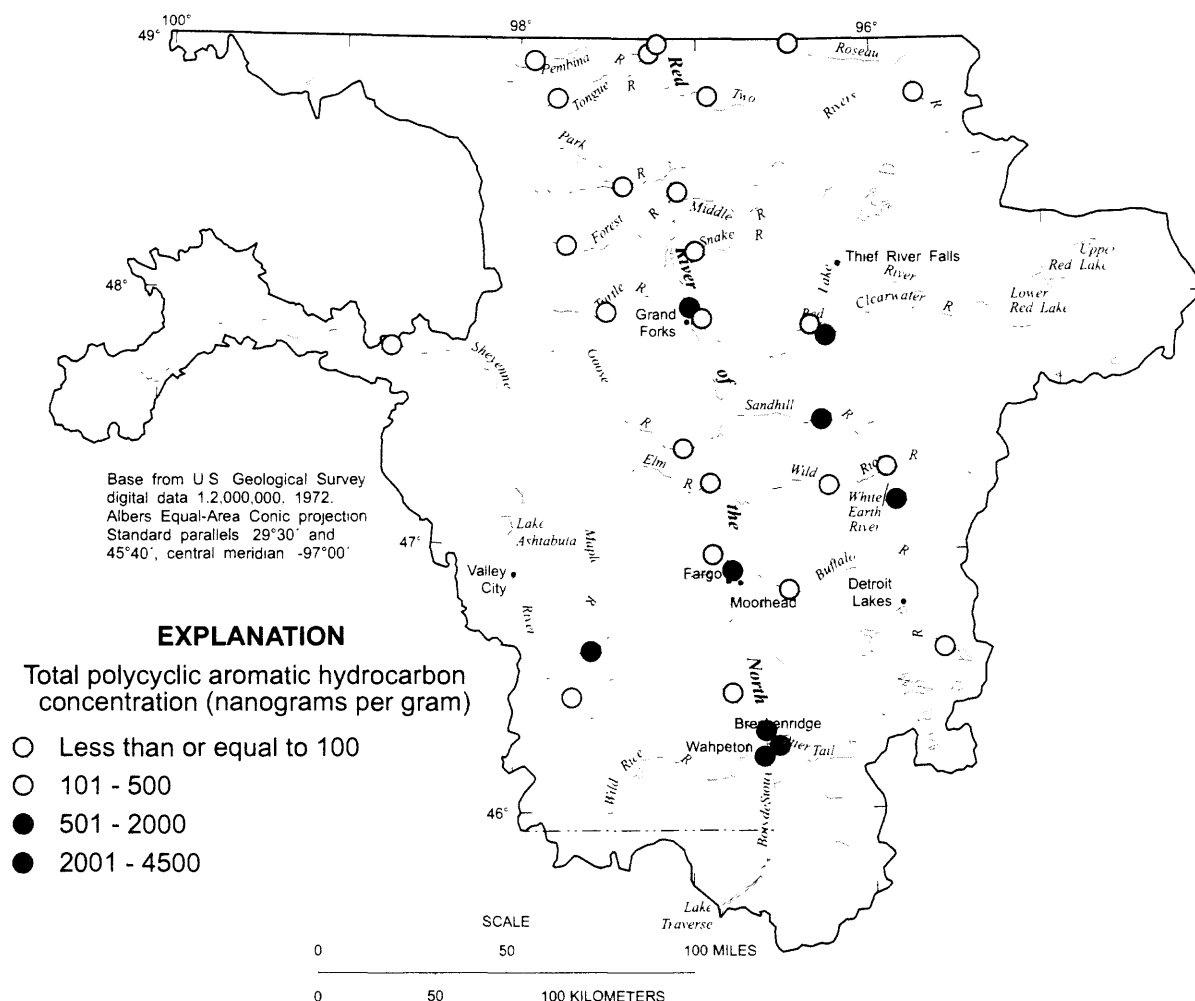 100°
98°
96°
49°
Pembina R
Red
Roseau
Tongue R
Two
Rivers
R
Park
R
Forest R
Middle R
Snake R
River
Thief River Falls
Upper
Red Lake
48°
Lake
River
Clearwater R
Lower
Red Lake
Turtle R
Grand
Forks
Red
Sheyenne
Goose
of
Sandhill R
R
Elm
R
Wild
R
Base from U S Geological Survey
digital data 1.2,000,000. 1972.
Albers Equal-Area Conic projection
Standard parallels 29°30´ and
45°40´, central meridian -97°00´
White
Earth
River
the
Lake
Ashtabula
Maple
47°
R
Buffalo
Valley
City
Fargo
Moorhead
Detroit
Lakes
River
R
R
EXPLANATION
Total polycyclic aromatic hydrocarbon
concentration (nanograms per gram)
North
Less than or equal to 100
Breckenridge
Wahpeton
Tail
101 - 500
Wild Rice R
46°
Bois de Sioux
501 - 2000
2001 - 4500
Lake
Traverse
SCALE
0 50 100 MILES
0 50 100 KILOMETERS